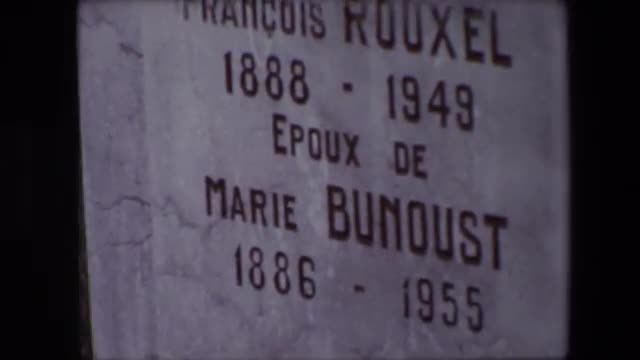 FRANÇOIS ROUXEL
1888 - 1949
EPOUX DE
MARIE BUNOUST
1886 - 1955